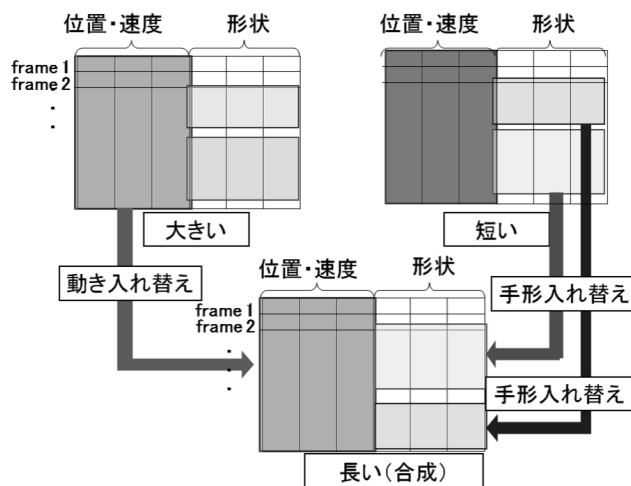 位置・速度 形状
frame 1
frame 2
・
・
大きい
位置・速度 形状
短い
動き入れ替え
手形入れ替え
手形入れ替え
位置・速度 形状
frame 1
frame 2
・
・
・
長い(合成)